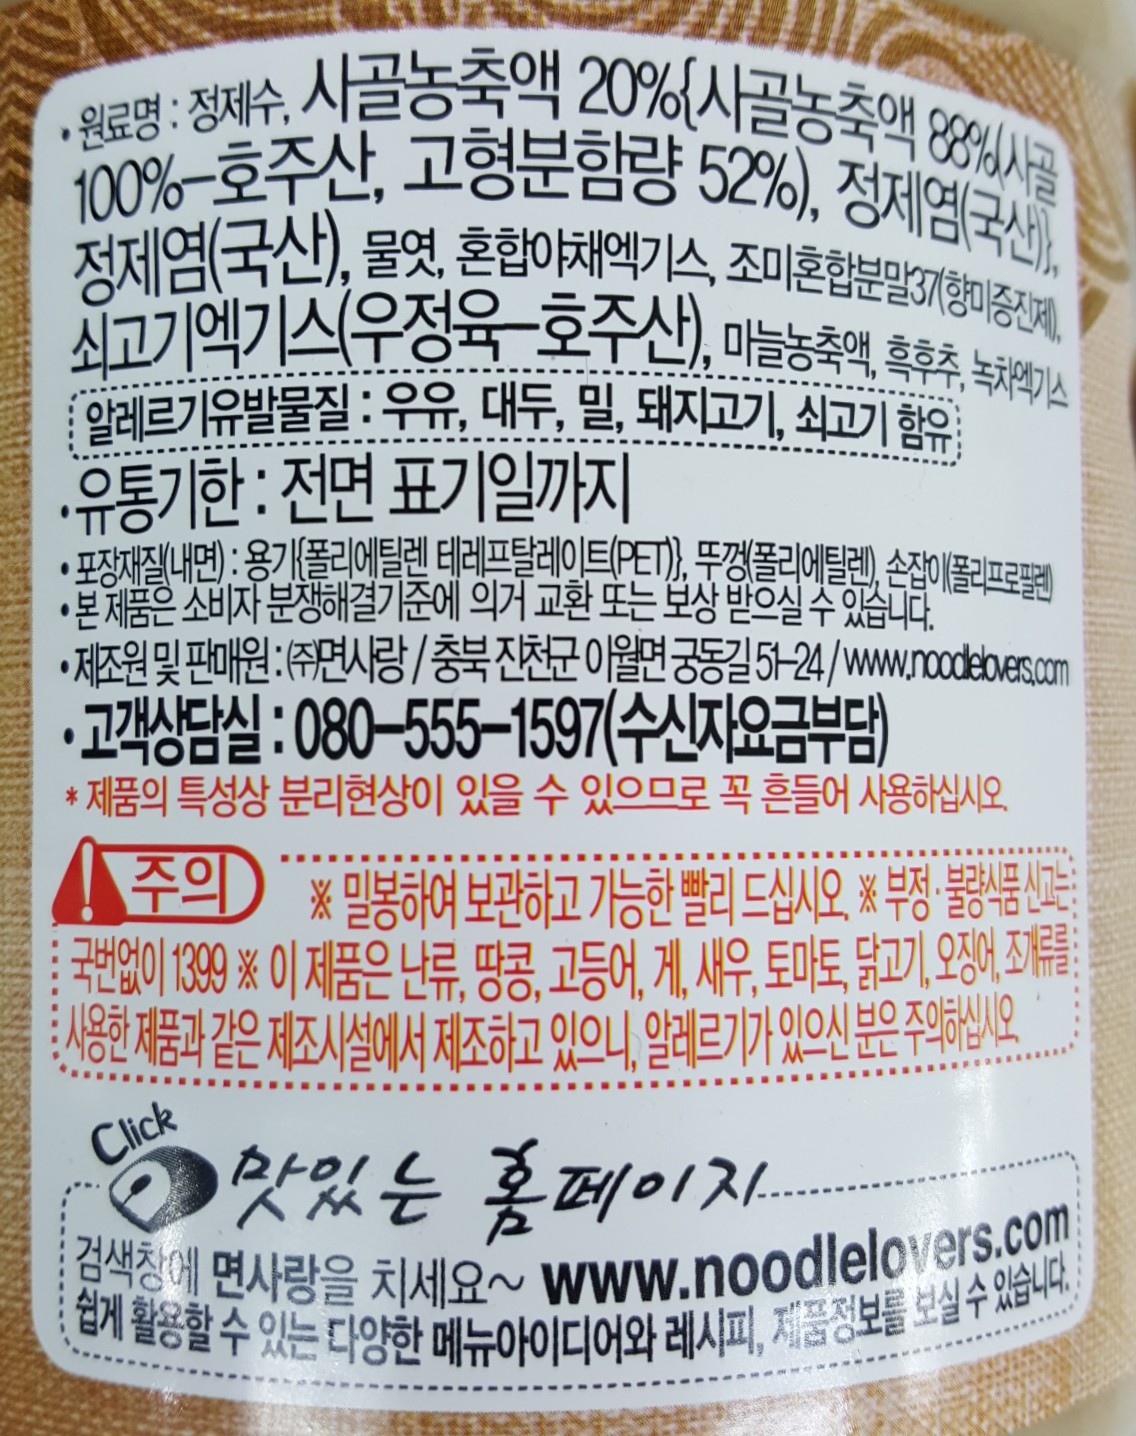 • 원료명 : 정제수, 사골농축액 20%{사골농축액 88%(사골
100%-호주산, 고형분함량 52%), 정제염(국산)},
정제염(국산), 물엿, 혼합야채엑기스, 조미혼합분말37(향미증진제),
쇠고기엑기스(우정육-호주산), 마늘농축액, 흑후추, 녹차엑기스
알레르기유발물질 : 우유, 대두, 밀, 돼지고기, 쇠고기 함유
• 유통기한 : 전면 표기일까지
• 포장재질(내면) : 용기{폴리에틸렌 테레프탈레이트(PET)}, 뚜껑(폴리에틸렌), 손잡이(폴리프로필렌)
• 본 제품은 소비자 분쟁해결기준에 의거 교환 또는 보상 받으실 수 있습니다.
• 제조원 및 판매원 : ㈜면사랑 / 충북 진천군 이월면 궁동길 51-24 / www.noodlelovers.com
• 고객상담실 : 080-555-1597(수신자요금부담)
* 제품의 특성상 분리현상이 있을 수 있으므로 꼭 흔들어 사용하십시오.
주의 ※ 밀봉하여 보관하고 가능한 빨리 드십시오. ※ 부정·불량식품 신고는
국번없이 1399 ※ 이 제품은 난류, 땅콩, 고등어, 게, 새우, 토마토, 닭고기, 오징어, 조개류를
사용한 제품과 같은 제조시설에서 제조하고 있으니, 알레르기가 있으신 분은 주의하십시오.
Click 맛있는 홈페이지
검색창에 면사랑을 치세요~ www.noodlelovers.com
쉽게 활용할 수 있는 다양한 메뉴아이디어와 레시피, 제품정보를 보실 수 있습니다.